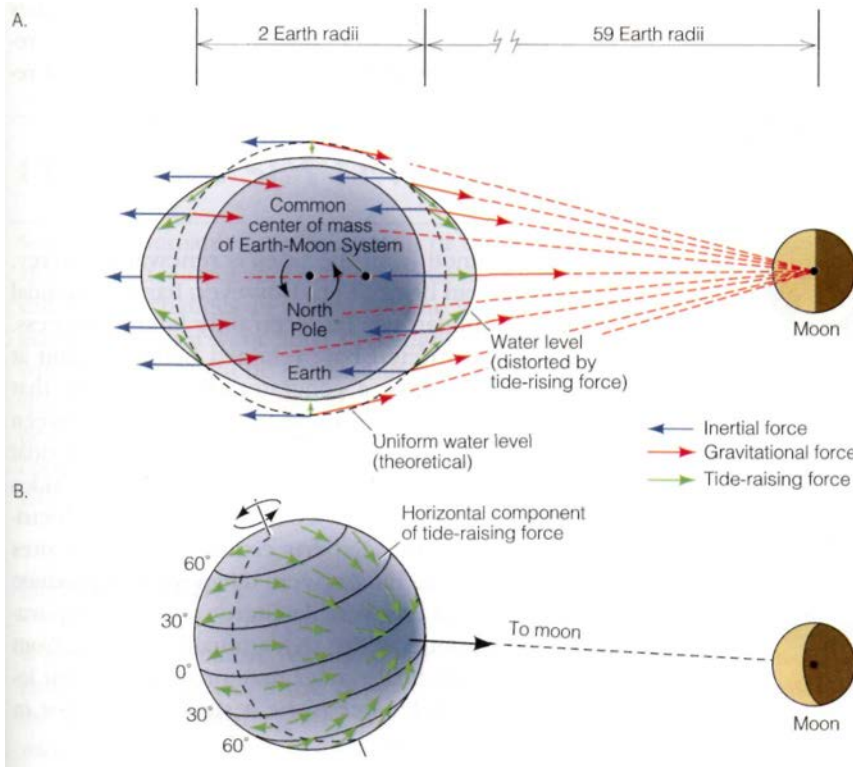 A.
2 Earth radii
59 Earth radii
Common
center of mass
of Earth-Moon System
North
Pole
Earth
Moon
Water level
(distorted by
tide-rising force)
Uniform water level
(theoretical)
Inertial force
Gravitational force
Tide-raising force
B.
Horizontal component
of tide-raising force
60°
30°
0°
30°
60°
To moon
Moon